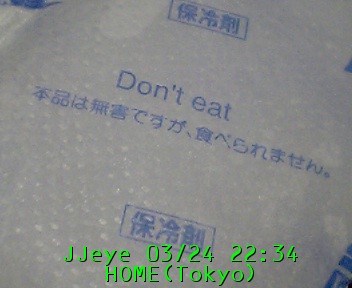 保冷剤
Don't eat
本品は無害ですが、食べられません。
保冷剤
JJeye 03/24 22:34
HOME(Tokyo)